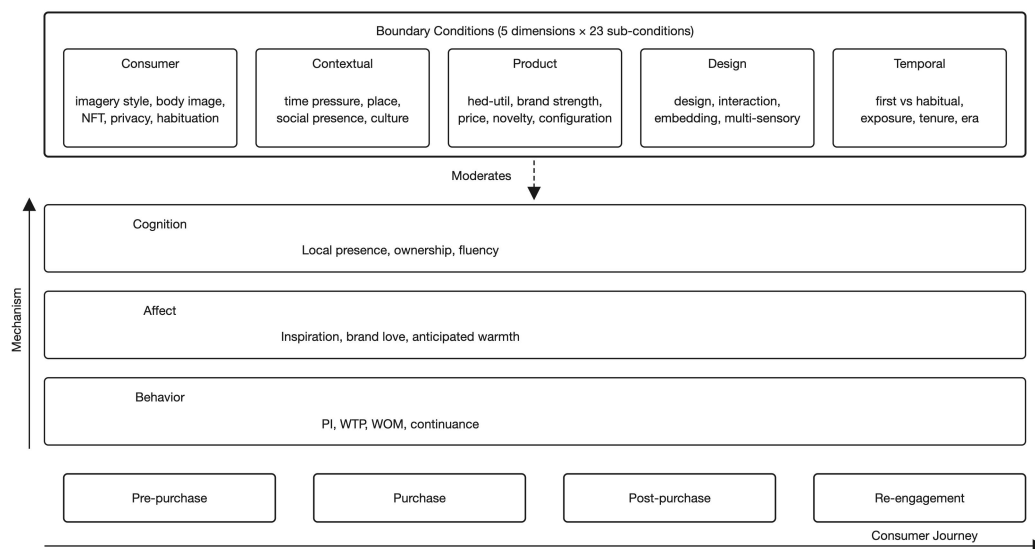 Boundary Conditions (5 dimensions × 23 sub-conditions)
Consumer
imagery style, body image,
NFT, privacy, habituation
Contextual
time pressure, place,
social presence, culture
Product
hed-util, brand strength,
price, novelty, configuration
Design
design, interaction,
embedding, multi-sensory
Temporal
first vs habitual,
exposure, tenure, era
Moderates
Mechanism
Cognition
Local presence, ownership, fluency
Affect
Inspiration, brand love, anticipated warmth
Behavior
PI, WTP, WOM, continuance
Pre-purchase
Purchase
Post-purchase
Re-engagement
Consumer Journey